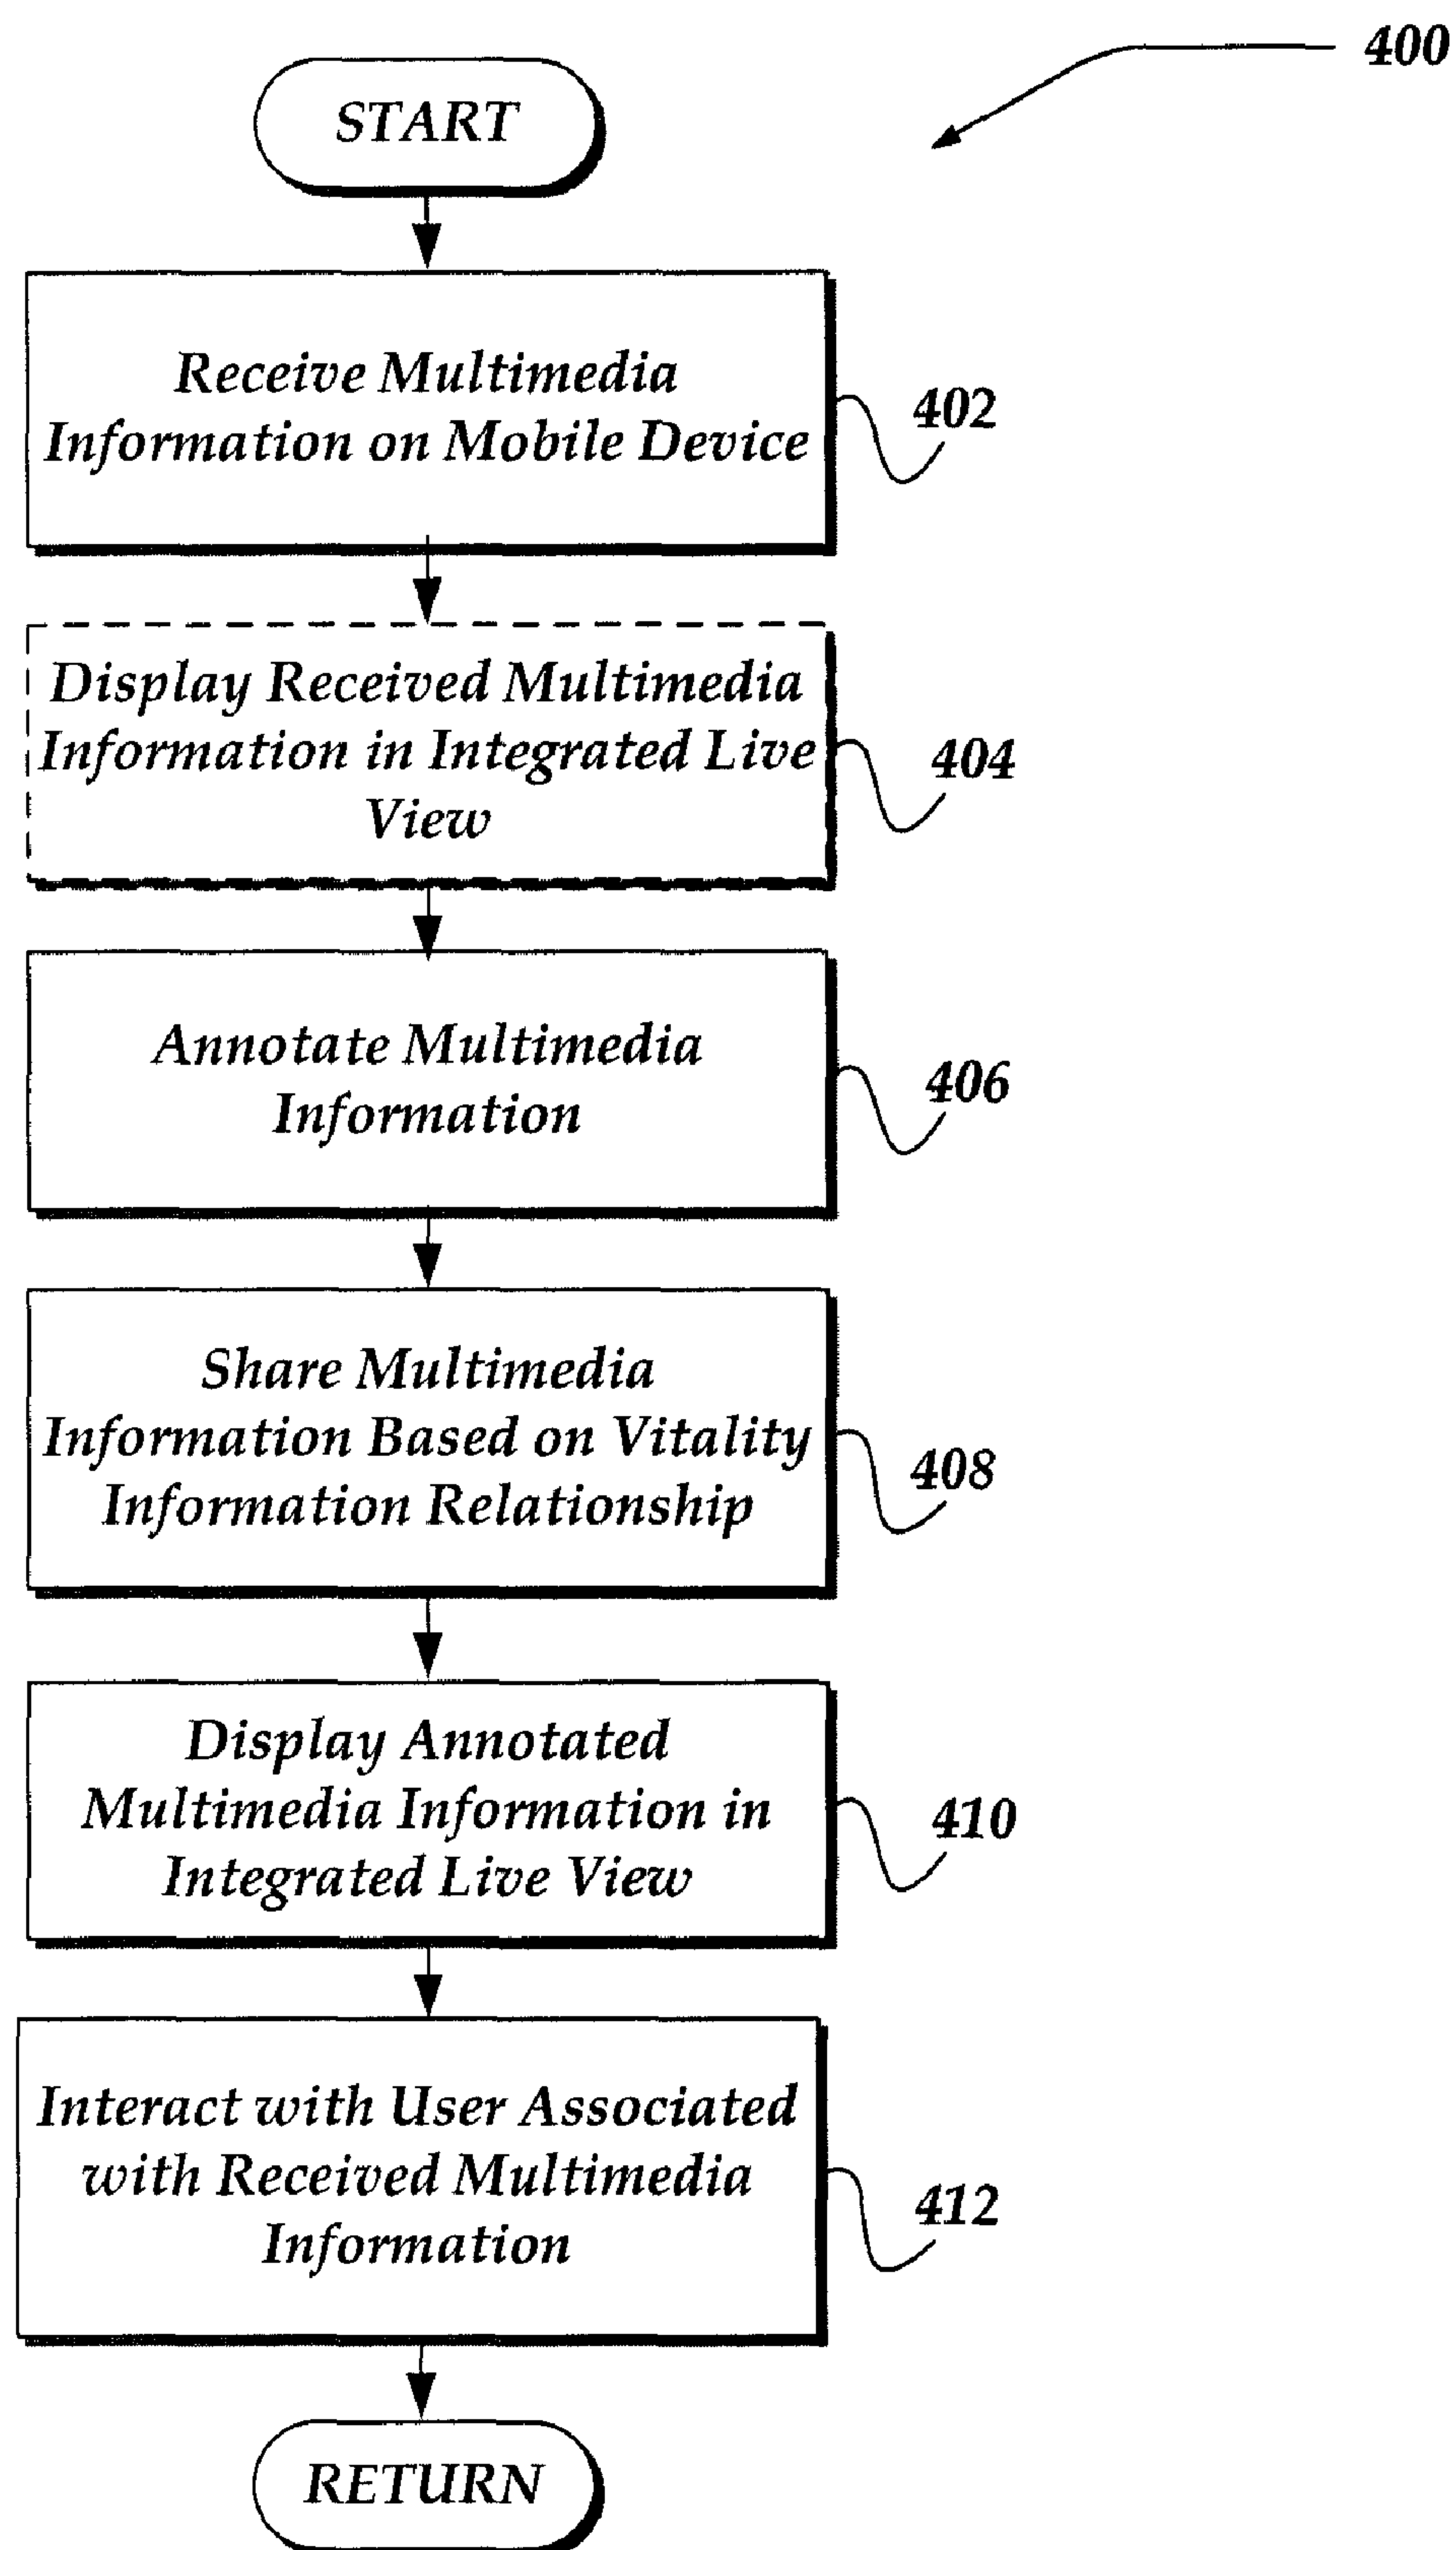 400
START
Receive Multimedia
Information on Mobile Device
402
Display Received Multimedia
Information in Integrated Live
View
404
Annotate Multimedia
Information
406
Share Multimedia
Information Based on Vitality
Information Relationship
408
Display Annotated
Multimedia Information in
Integrated Live View
410
Interact with User Associated
with Received Multimedia
Information
412
RETURN